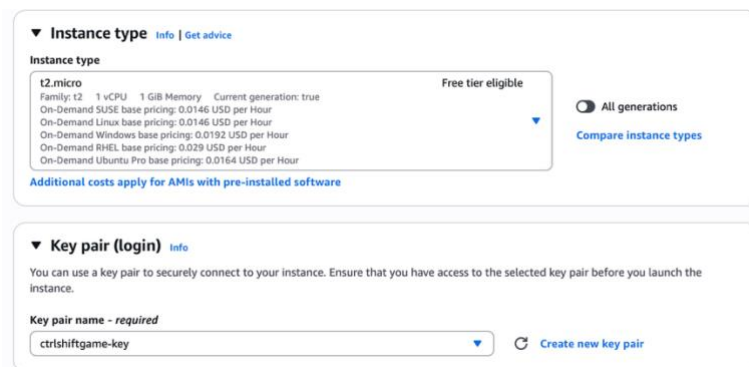 Instance type Info | Get advice
Instance type
t2.micro Free tier eligible
Family: t2 1 vCPU 1 GiB Memory Current generation: true
On-Demand SUSE base pricing: 0.0146 USD per Hour
On-Demand Linux base pricing: 0.0146 USD per Hour
On-Demand Windows base pricing: 0.0192 USD per Hour
On-Demand RHEL base pricing: 0.029 USD per Hour
On-Demand Ubuntu Pro base pricing: 0.0164 USD per Hour
All generations
Compare instance types
Additional costs apply for AMIs with pre-installed software
Key pair (login) Info
You can use a key pair to securely connect to your instance. Ensure that you have access to the selected key pair before you launch the
instance.
Key pair name - required
ctrlshiftgame-key Create new key pair